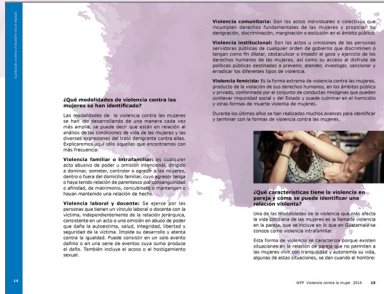 ¿Qué modalidades de violencia contra las
mujeres se han identificado?
Las modalidades de la violencia contra las mujeres
se han ido desarrollando de una manera cada vez
más amplia, se puede decir que están en relación al
análisis de las condiciones de vida de las mujeres y las
diversas expresiones del trato denigrante contra ellas.
Explicaremos aquí sólo aquellas que encontramos con
más frecuencia:
Violencia familiar o intrafamiliar: es cualquier
acto abusivo de poder u omisión intencional, dirigido
a dominar, someter, controlar o agredir a las mujeres,
dentro o fuera del domicilio familiar, cuyo agresor tenga
o haya tenido relación de parentesco por consanguinidad
o afinidad, de matrimonio, concubinato o mantengan o
hayan mantenido una relación de hecho.
Violencia laboral y docente: Se ejerce por las
personas que tienen un vínculo laboral o docente con la
víctima, independientemente de la relación jerárquica,
consistente en un acto o una omisión en abuso de poder
que daña la autoestima, salud, integridad, libertad y
seguridad de la víctima. Impide su desarrollo y atenta
contra la igualdad. Puede consistir en un solo evento
dañino o en una serie de eventos cuya suma produce
el daño. También incluye el acoso o el hostigamiento
sexual.
14
Violencia comunitaria: Son los actos individuales o colectivos que
incumplen derechos fundamentales de las mujeres y propician su
denigración, discriminación, marginación o exclusión en el ámbito público.
Violencia institucional: Son los actos u omisiones de las personas
servidoras públicas de cualquier orden de gobierno que discriminen o
tengan como fin dilatar, obstaculizar o impedir el goce y ejercicio de los
derechos humanos de las mujeres, así como su acceso al disfrute de
políticas públicas destinadas a prevenir, atender, investigar, sancionar y
erradicar los diferentes tipos de violencia.
Violencia femicida: Es la forma extrema de violencia contra las mujeres,
producto de la violación de sus derechos humanos, en los ámbitos público
y privado, conformada por el conjunto de conductas misóginas que pueden
conllevar impunidad social y del Estado y puede culminar en el homicidio
y otras formas de muerte violenta de mujeres.
Durante los últimos años se han realizado muchos avances para identificar
y terminar con la formas de violencia contra las mujeres.
¿Qué características tiene la violencia en
pareja y cómo se puede identificar una
relación violenta?
Una de las Modalidades de la violencia que más afecta
la vida cotidiana de las mujeres es la llamada violencia
en la pareja, que se incluye en lo que en Guatemala se
conoce como violencia intrafamiliar.
Esta forma de violencia se caracteriza porque existen
situaciones en la relación de pareja que no permiten a
las mujeres vivir con tranquilidad y autonomía su vida,
algunas de estas situaciones, se dan cuando el hombre:
WFP Violencia contra la mujer 2016 15